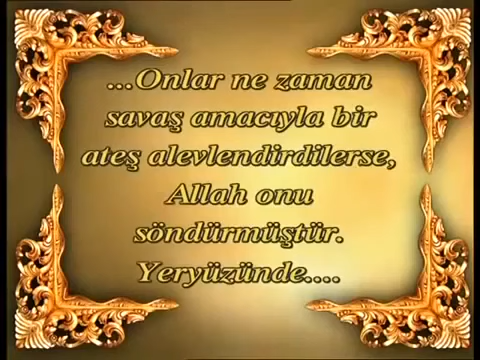 ...Onlar ne zaman
savaş amacıyla bir
ateş alevlendirdilerse,
Allah onu
söndürmüştür.
Yeryüzünde....